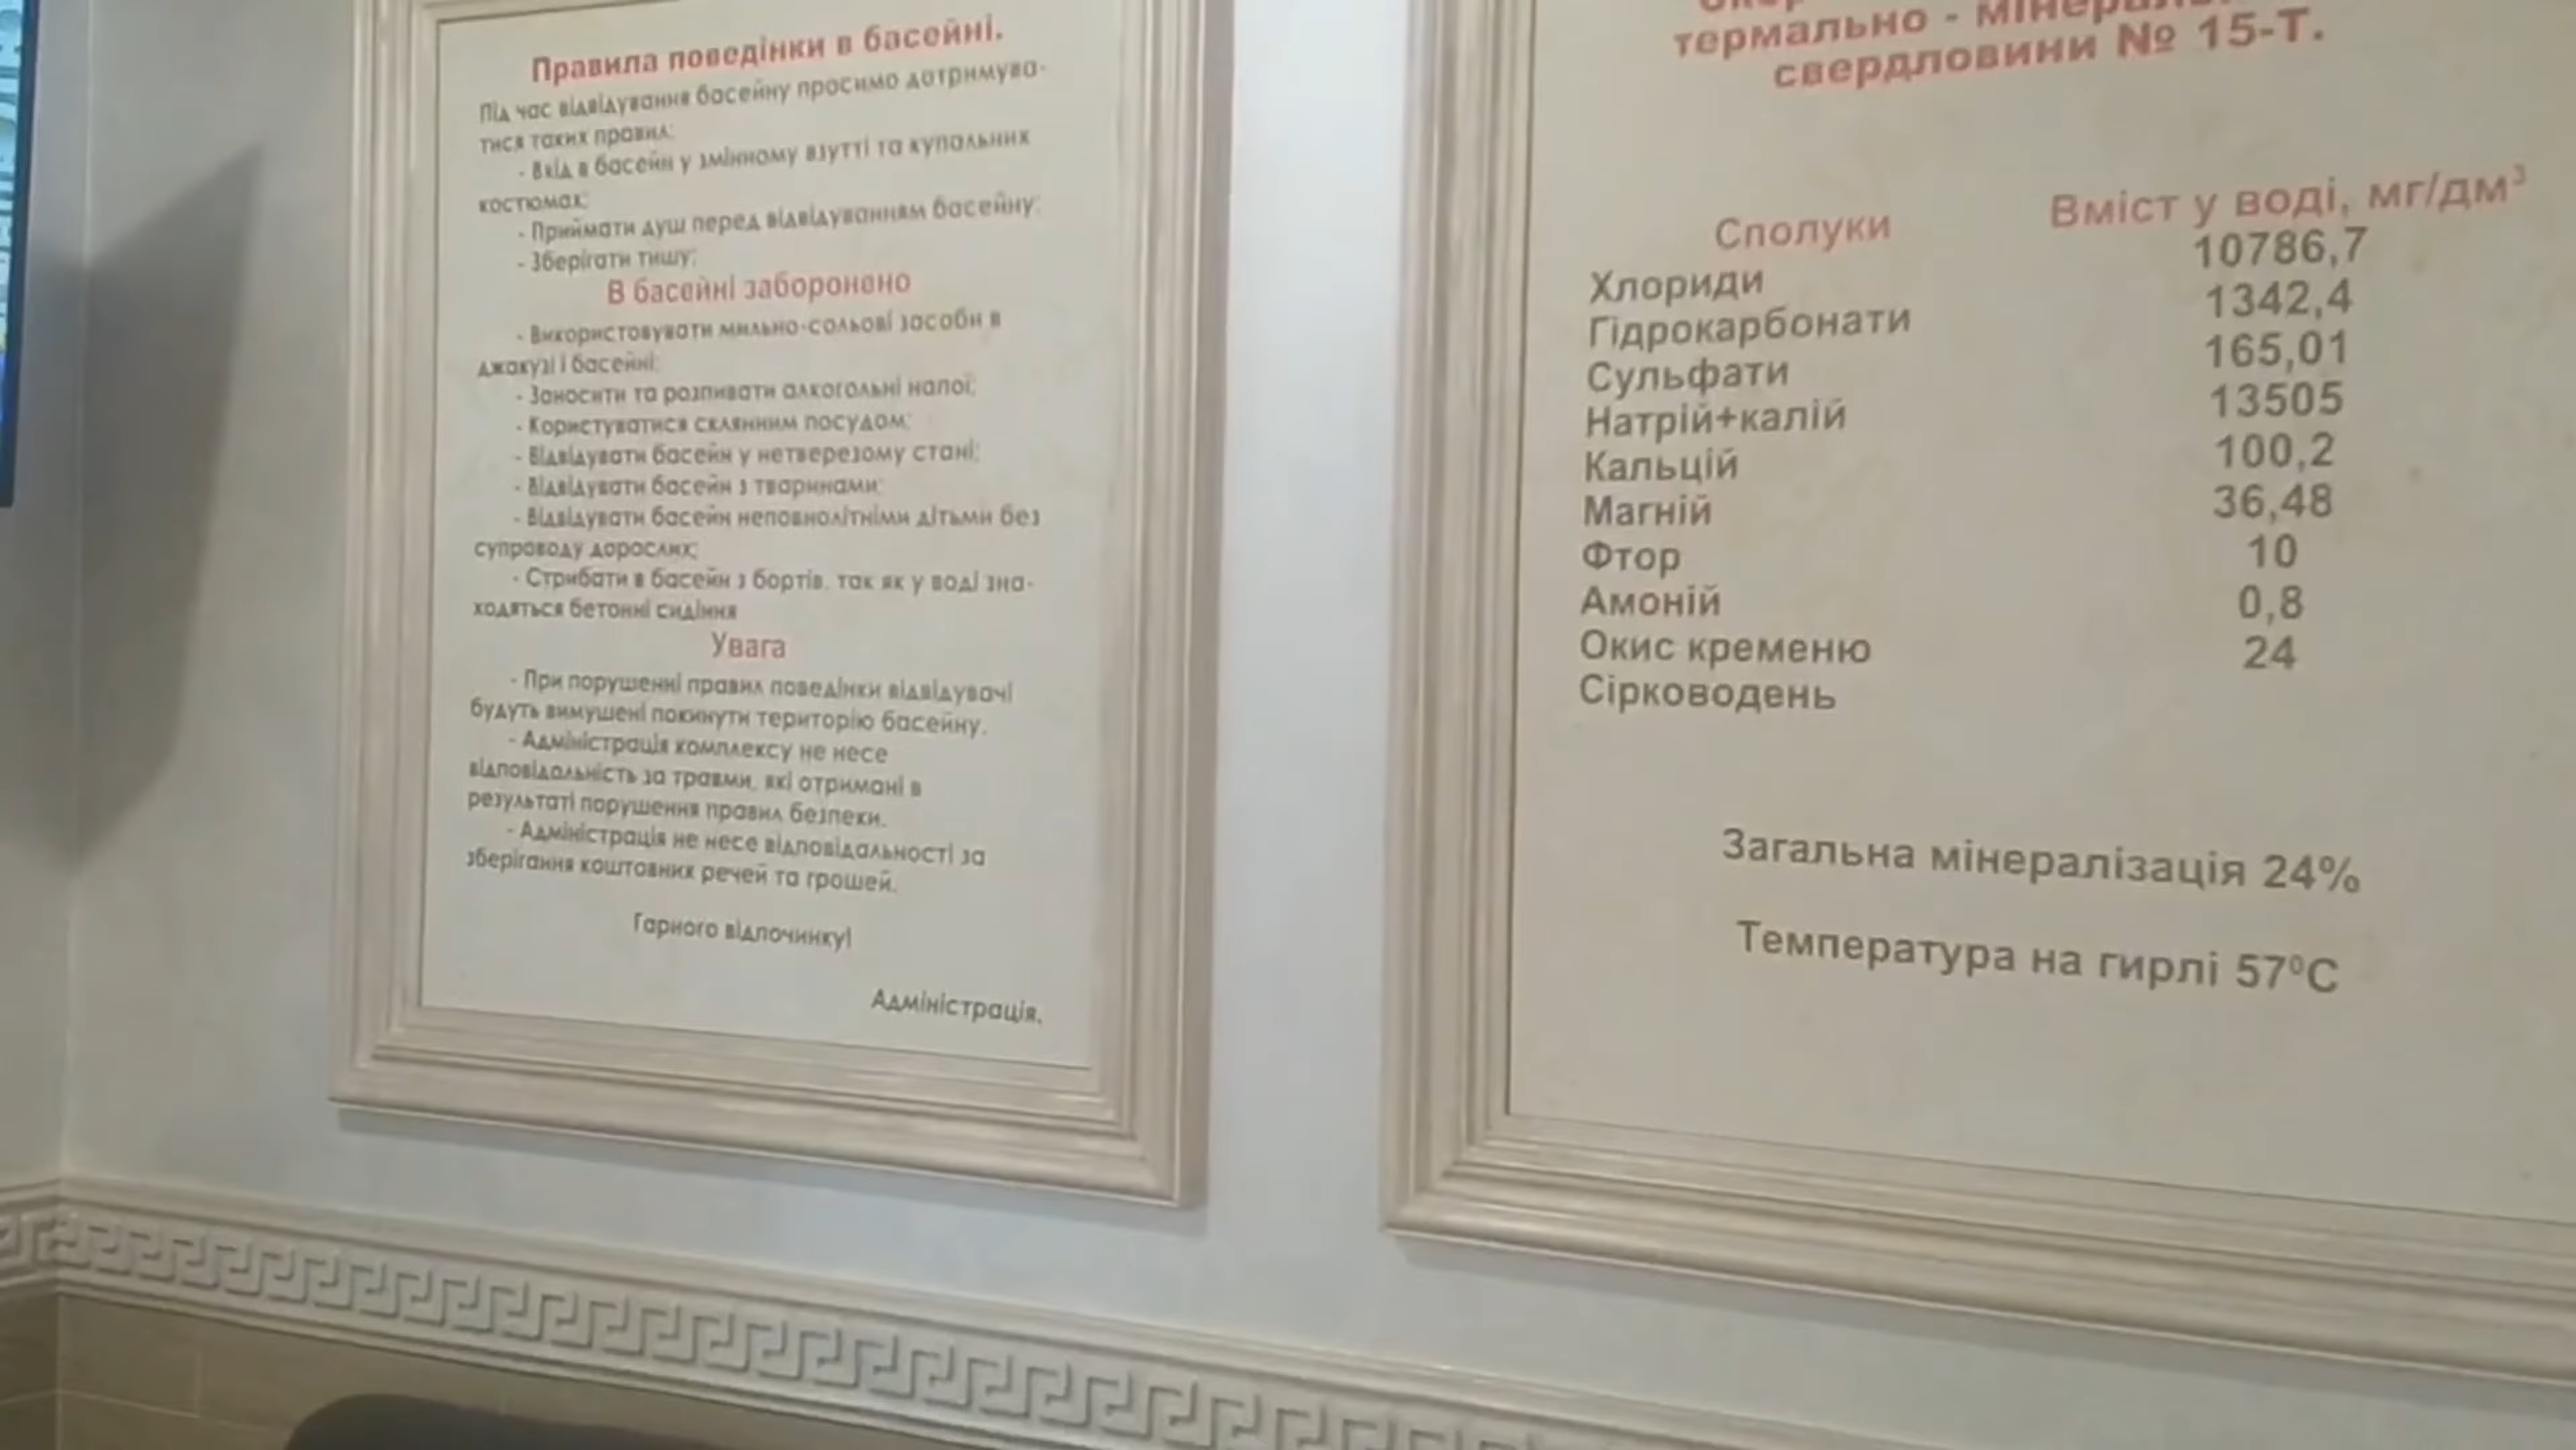 Правила поведінки в басейні.
Під час відвідування басейну просимо дотримува-
тися таких правил:
- Вхід в басейн у змінному взутті та купальних
костюмах;
- Приймати душ перед відвідуванням басейну;
- Зберігати тишу;
В басейні заборонено
- Використовувати мильно-сольові засоби в
джакузі і басейні;
- Заносити та розпивати алкогольні напої;
- Користуватися склянним посудом;
- Відвідувати басейн у нетверезому стані;
- Відвідувати басейн з тваринами;
- Відвідувати басейн неповнолітніми дітьми без
супроводу дорослих;
- Стрибати в басейн з бортів, так як у воді зна-
ходяться бетонні сидіння
Увага
- При порушенні правил поведінки відвідувачі
будуть вимушені покинути територію басейну.
- Адміністрація комплексу не несе
відповідальність за травми, які отримані в
результаті порушення правил безпеки.
- Адміністрація не несе відповідальності за
зберігання коштовних речей та грошей.
Гарного відпочинку!
Адміністрація.
термально -
свердловини № 15-Т.
Сполуки Вміст у воді, мг/дм³
Хлориди 10786,7
Гідрокарбонати 1342,4
Сульфати 165,01
Натрій+калій 13505
Кальцій 100,2
Магній 36,48
Фтор 10
Амоній 0,8
Окис кременю 24
Сірководень
Загальна мінералізація 24%
Температура на гирлі 57⁰С